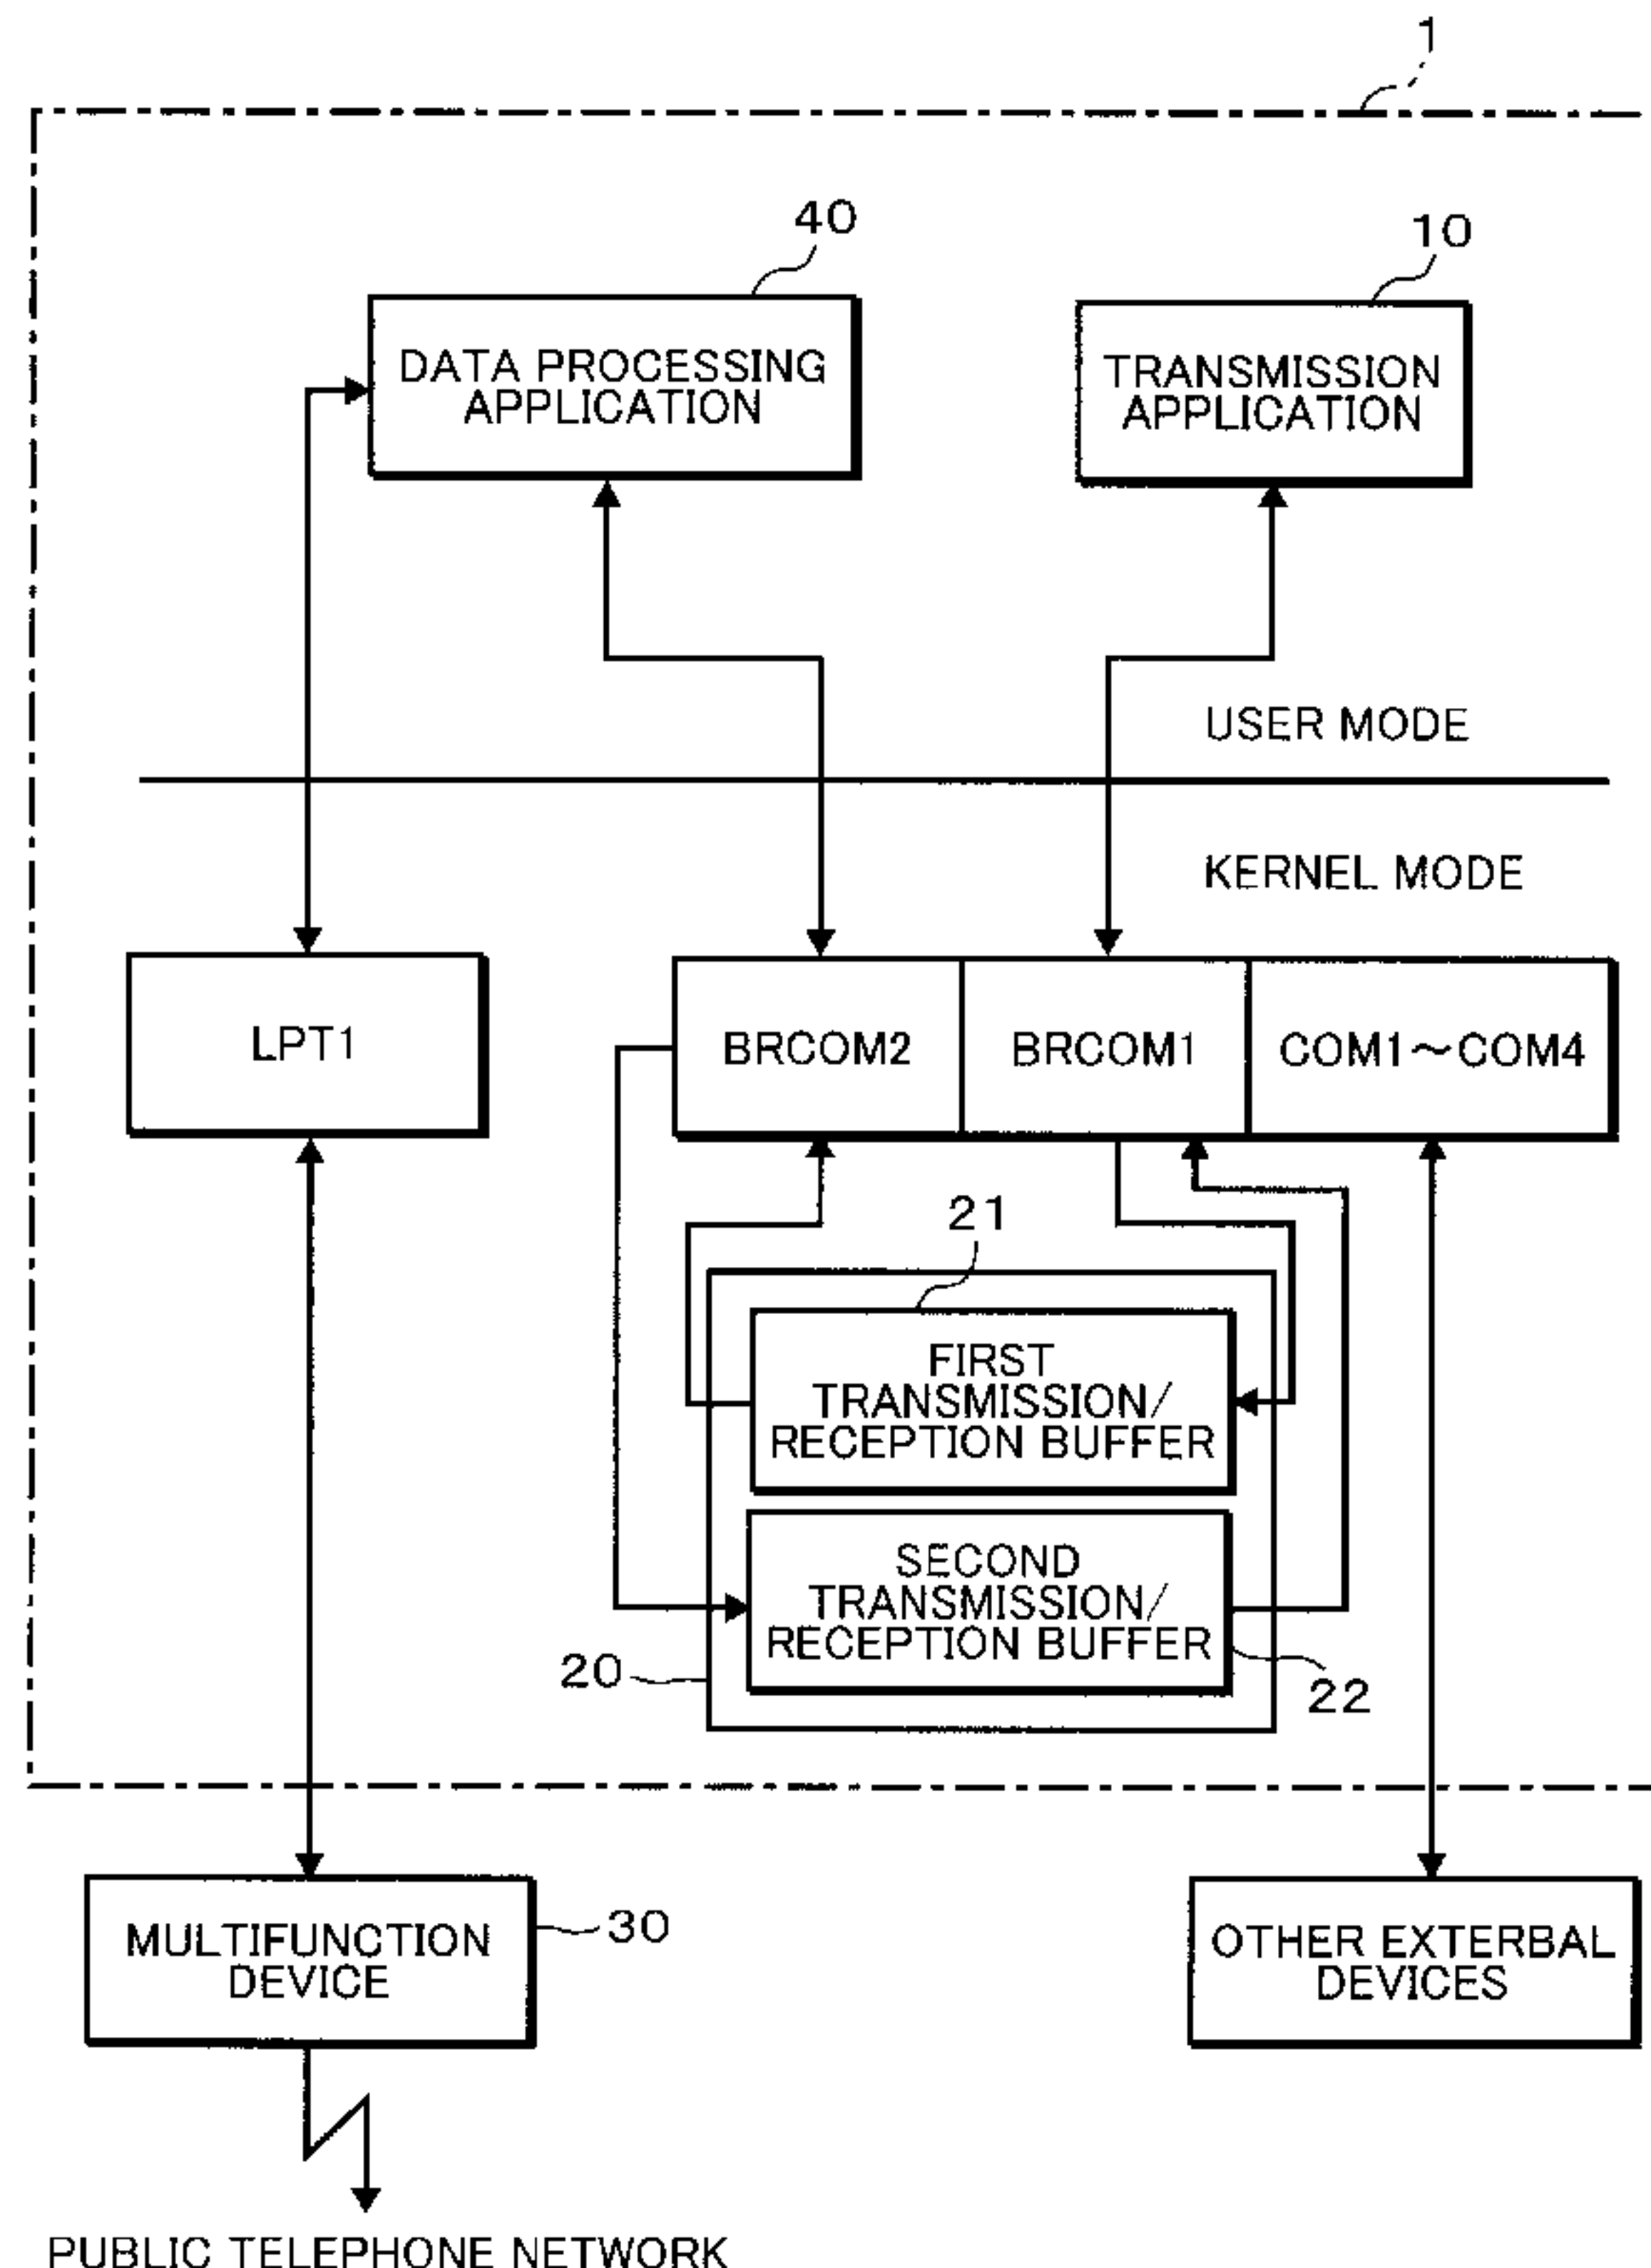 1
40
10
DATA PROCESSING
APPLICATION
TRANSMISSION
APPLICATION
USER MODE
KERNEL MODE
LPT1
BRCOM2
BRCOM1
COM1～COM4
21
FIRST
TRANSMISSION/
RECEPTION BUFFER
SECOND
TRANSMISSION/
RECEPTION BUFFER
20
22
MULTIFUNCTION
DEVICE
30
OTHER EXTERBAL
DEVICES
PUBLIC TELEPHONE NETWORK